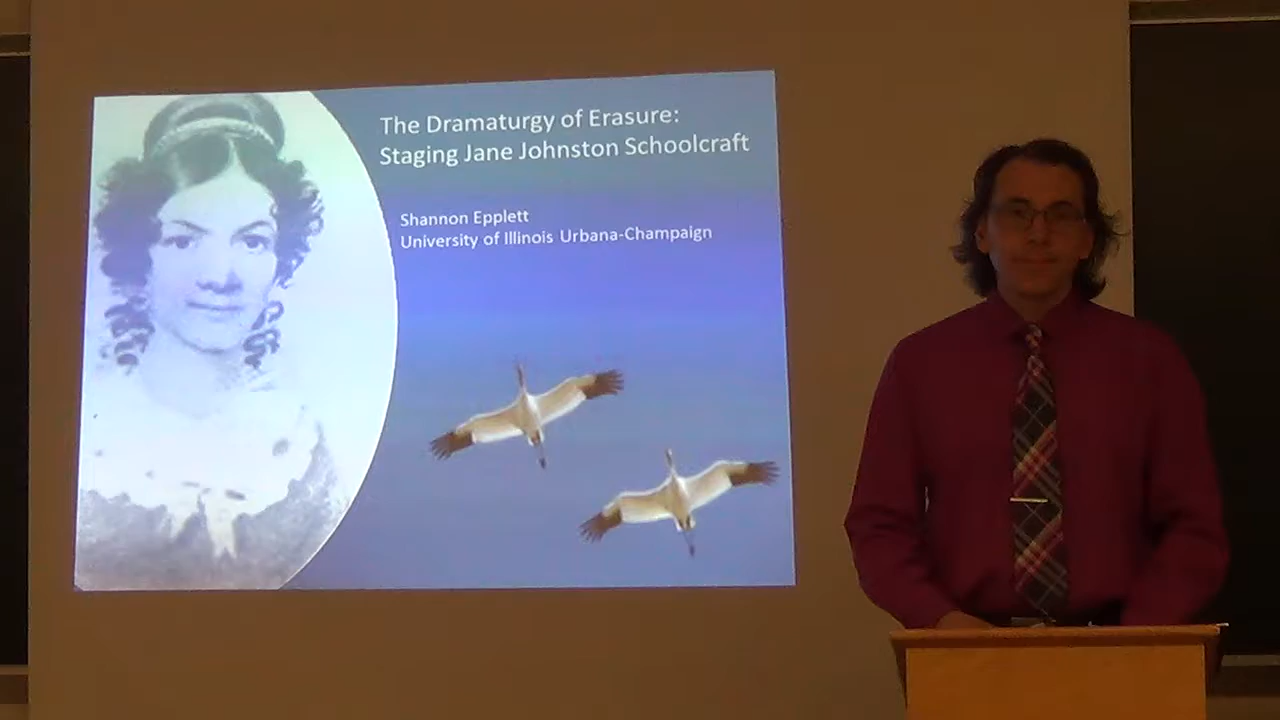 The Dramaturgy of Erasure:
Staging Jane Johnston Schoolcraft
Shannon Epplett
University of Illinois Urbana-Champaign